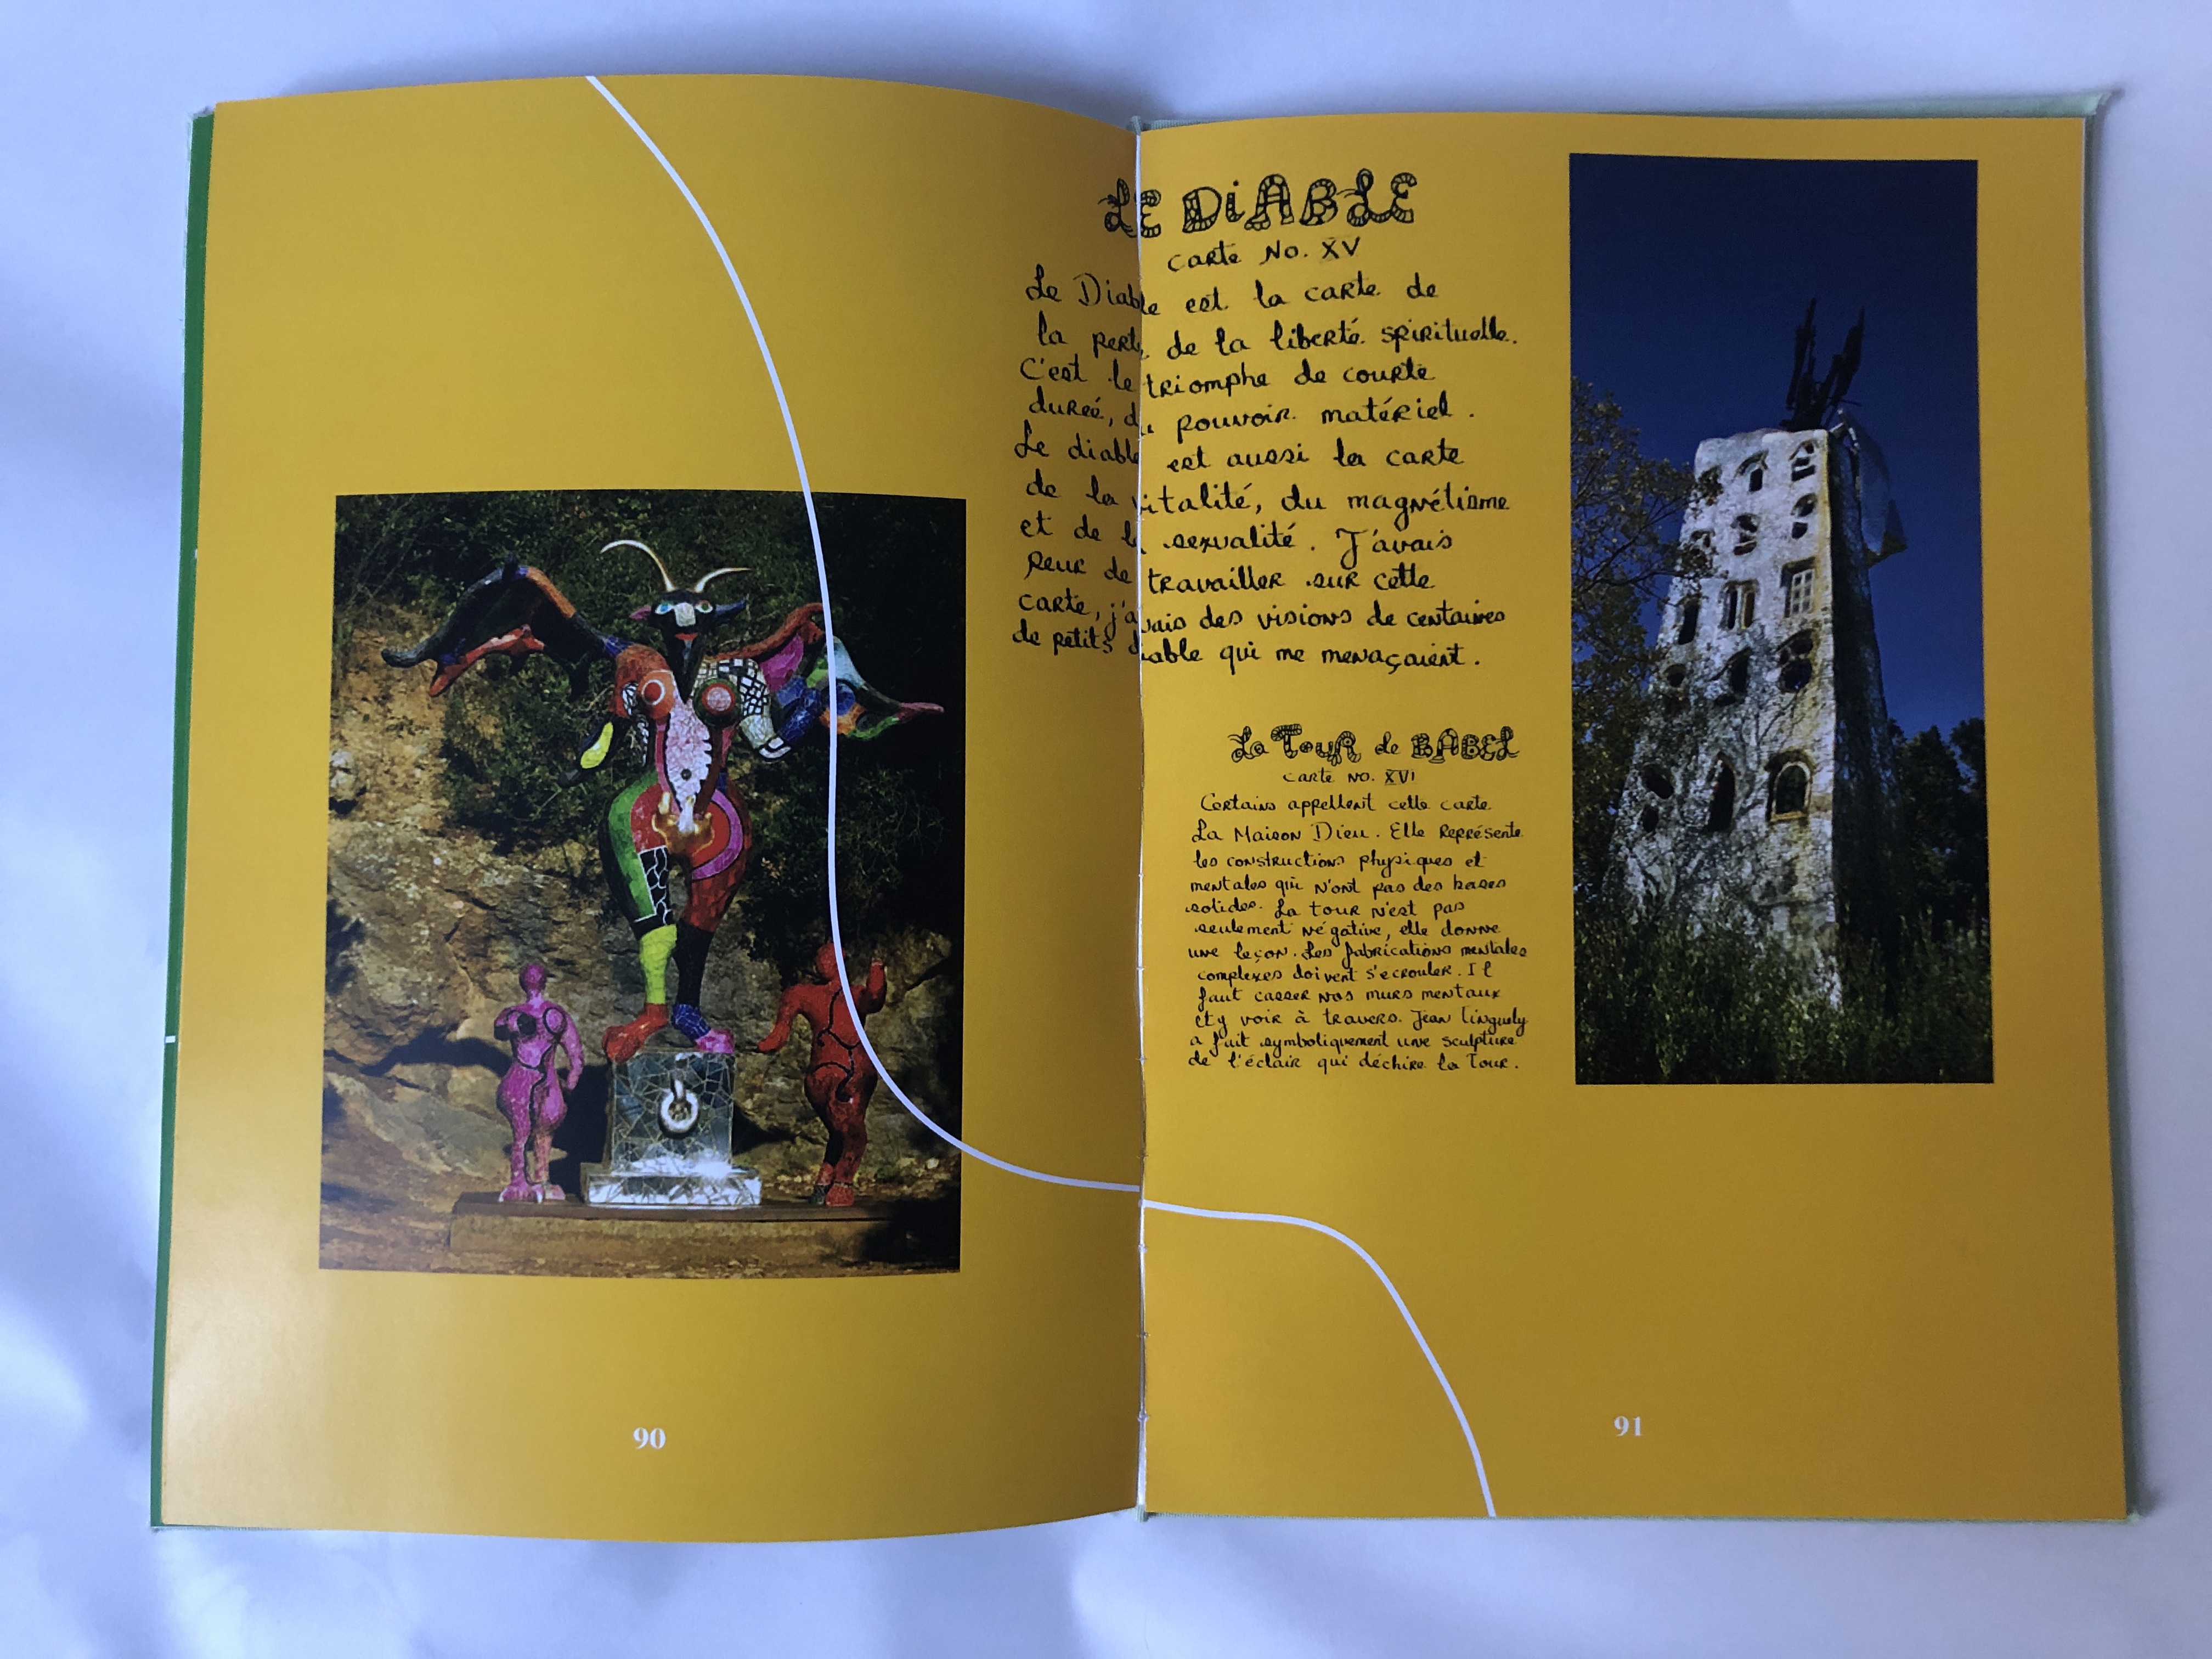 LE DiABLE
Carte No. XV
Le Diable est la carte de
la perte de la liberté spirituelle.
C'est le triomphe de courte
dureé, du pouvoir matériel.
Le diable est aussi la carte
de la vitalité, du magnétisme
et de la sexualité. J'avais
peur de travailler sur cette
carte, j'avais des visions de centaines
de petits diable qui me menaçaient.
La Tour de BABEL
Carte No. XVI
Certains appellent cette carte
La Maison Dieu. Elle Représente
les constructions physiques et
mentales qui n'ont pas des bases
solides. La tour n'est pas
seulement négative, elle donne
une leçon. Les fabrications mentales
complexes doivent s'ecrouler. Il
faut casser nos murs mentaux
et y voir à travers. Jean Tinguely
a fait symboliquement une sculpture
de l'éclair qui déchire la Tour.
90
91